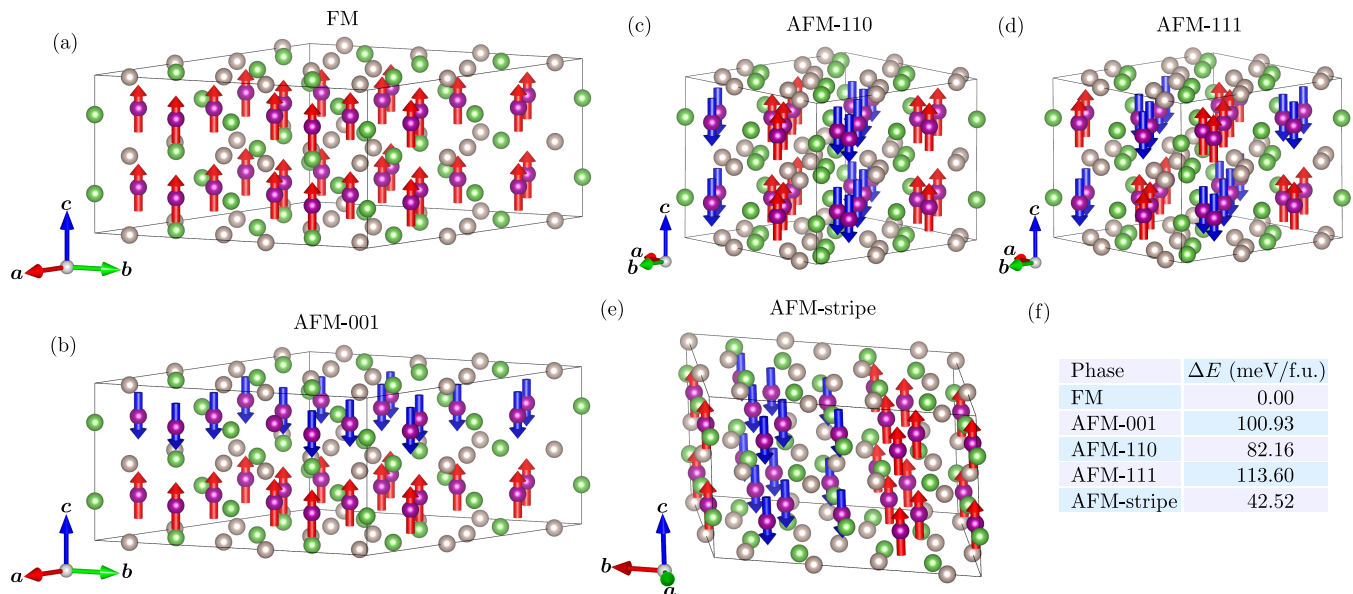 (a)
FM
c
a
b
(b)
AFM-001
c
a
b
(c)
AFM-110
c
a
b
(d)
AFM-111
c
a
b
(e)
AFM-stripe
c
b
a
(f)
Phase ΔE (meV/f.u.)
FM 0.00
AFM-001 100.93
AFM-110 82.16
AFM-111 113.60
AFM-stripe 42.52